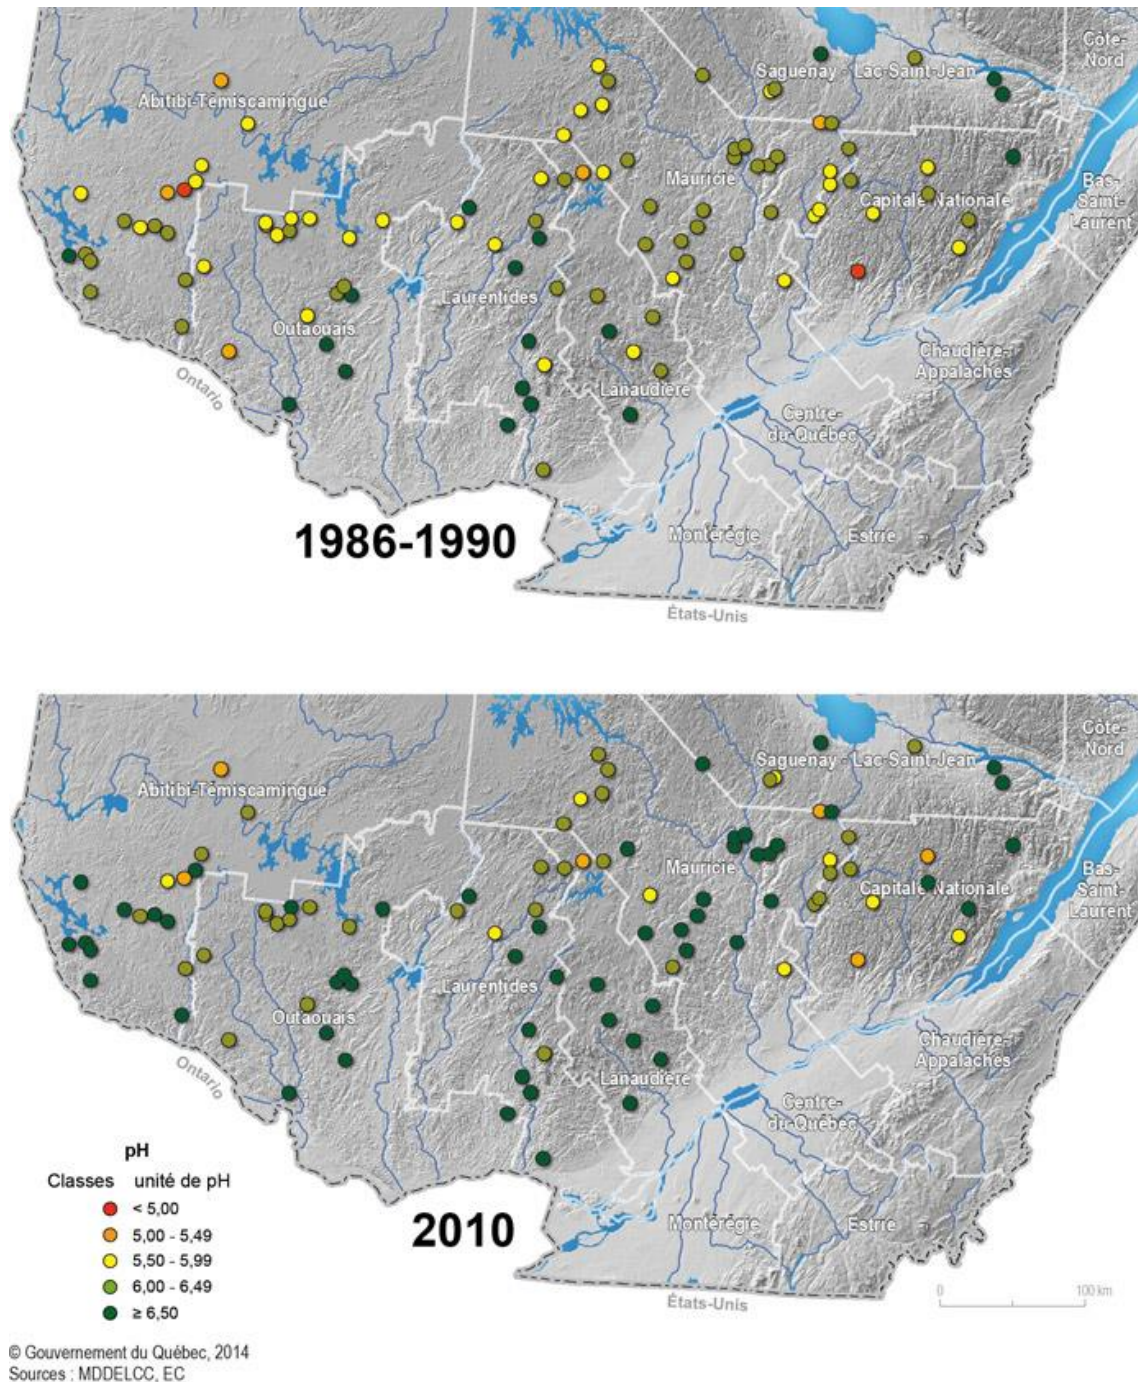 Côte-
Nord
Saguenay - Lac-Saint-Jean
Abitibi-Témiscamingue
Mauricie
Bas-
Saint-
Laurent
Capitale Nationale
Laurentides
Outaouais
Ontario
Chaudière-
Appalaches
Lanaudière
Centre-
du-Québec
1986-1990
Montérégie
Estrie
États-Unis
Côte-
Nord
Saguenay - Lac-Saint-Jean
Abitibi-Témiscamingue
Mauricie
Bas-
Saint-
Laurent
Capitale Nationale
Laurentides
Outaouais
Ontario
Chaudière-
Appalaches
Lanaudière
Centre-
du-Québec
pH
Classes unité de pH
< 5,00
5,00 - 5,49
5,50 - 5,99
6,00 - 6,49
≥ 6,50
2010
Montérégie
Estrie
États-Unis
0 100 km
© Gouvernement du Québec, 2014
Sources : MDDELCC, EC